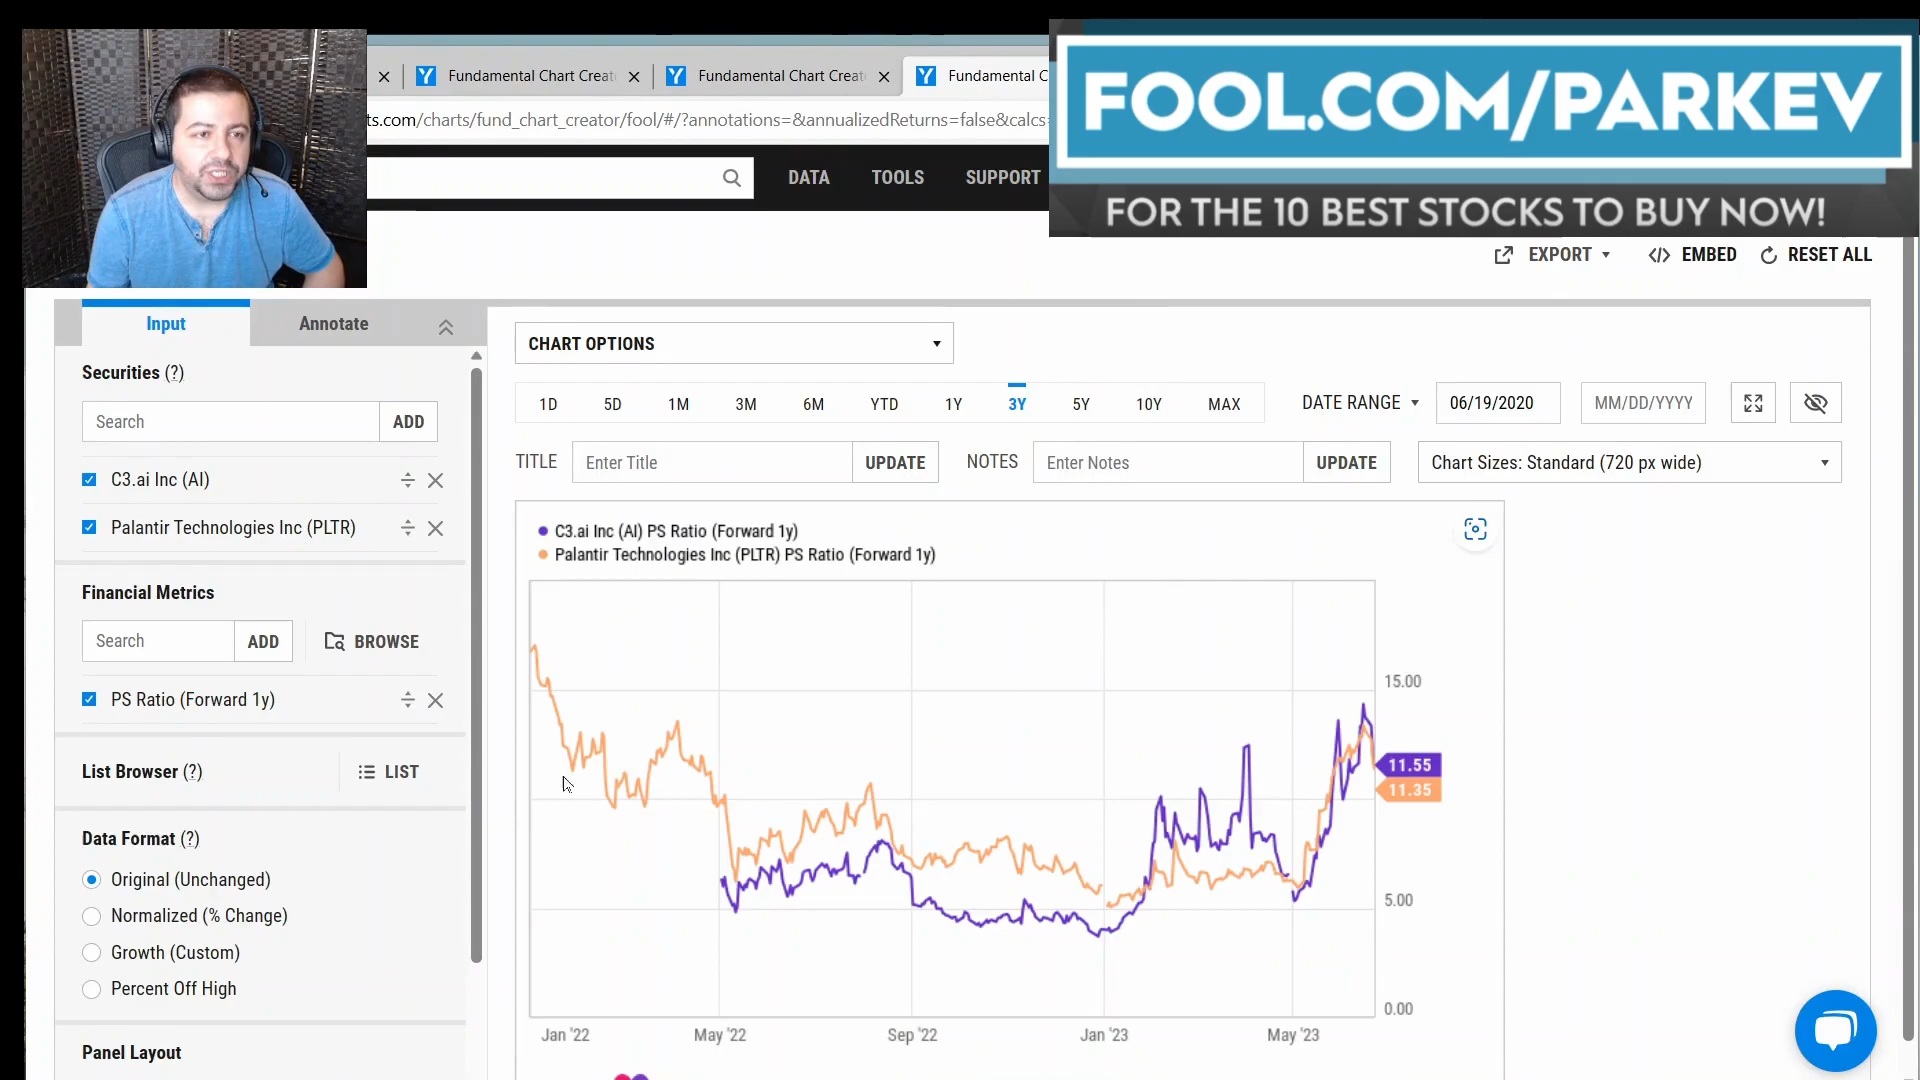 Fundamental Chart Creat
Fundamental Chart Creat
Fundamental C
FOOL.COM/PARKEV
FOR THE 10 BEST STOCKS TO BUY NOW!
ts.com/charts/fund_chart_creator/fool/#/?annotations=&annualizedReturns=false&calcs=
DATA
TOOLS
SUPPORT
EXPORT
EMBED
RESET ALL
Input
Annotate
Securities (?)
Search
ADD
C3.ai Inc (AI)
Palantir Technologies Inc (PLTR)
Financial Metrics
Search
ADD
BROWSE
PS Ratio (Forward 1y)
List Browser (?)
LIST
Data Format (?)
Original (Unchanged)
Normalized (% Change)
Growth (Custom)
Percent Off High
Panel Layout
CHART OPTIONS
1D 5D 1M 3M 6M YTD 1Y 3Y 5Y 10Y MAX
DATE RANGE
06/19/2020
MM/DD/YYYY
TITLE
Enter Title
UPDATE
NOTES
Enter Notes
UPDATE
Chart Sizes: Standard (720 px wide)
C3.ai Inc (AI) PS Ratio (Forward 1y)
Palantir Technologies Inc (PLTR) PS Ratio (Forward 1y)
15.00
11.55
11.35
5.00
0.00
Jan '22 May '22 Sep '22 Jan '23 May '23